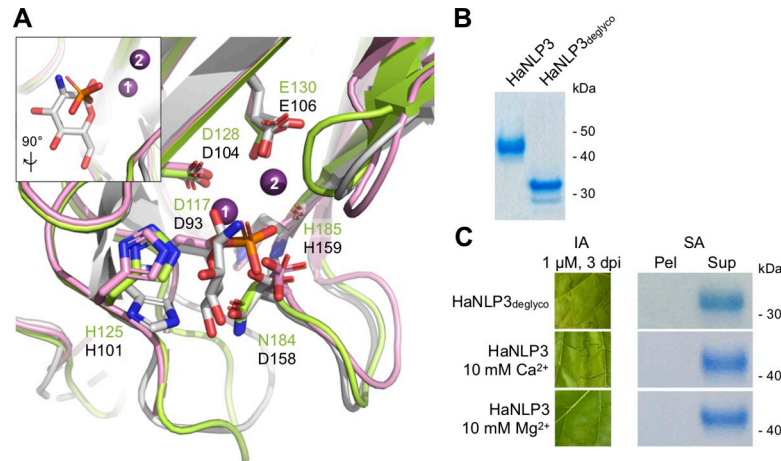 A
2
1
90°
E130
E106
D128
D104
2
D117
D93
1
H185
H159
H125
H101
N184
D158
B
HaNLP3
HaNLP3deglyco
kDa
- 50
- 40
- 30
C
IA
1 µM, 3 dpi
SA
Pel Sup
kDa
HaNLP3deglyco
- 30
HaNLP3
10 mM Ca²⁺
- 40
HaNLP3
10 mM Mg²⁺
- 40